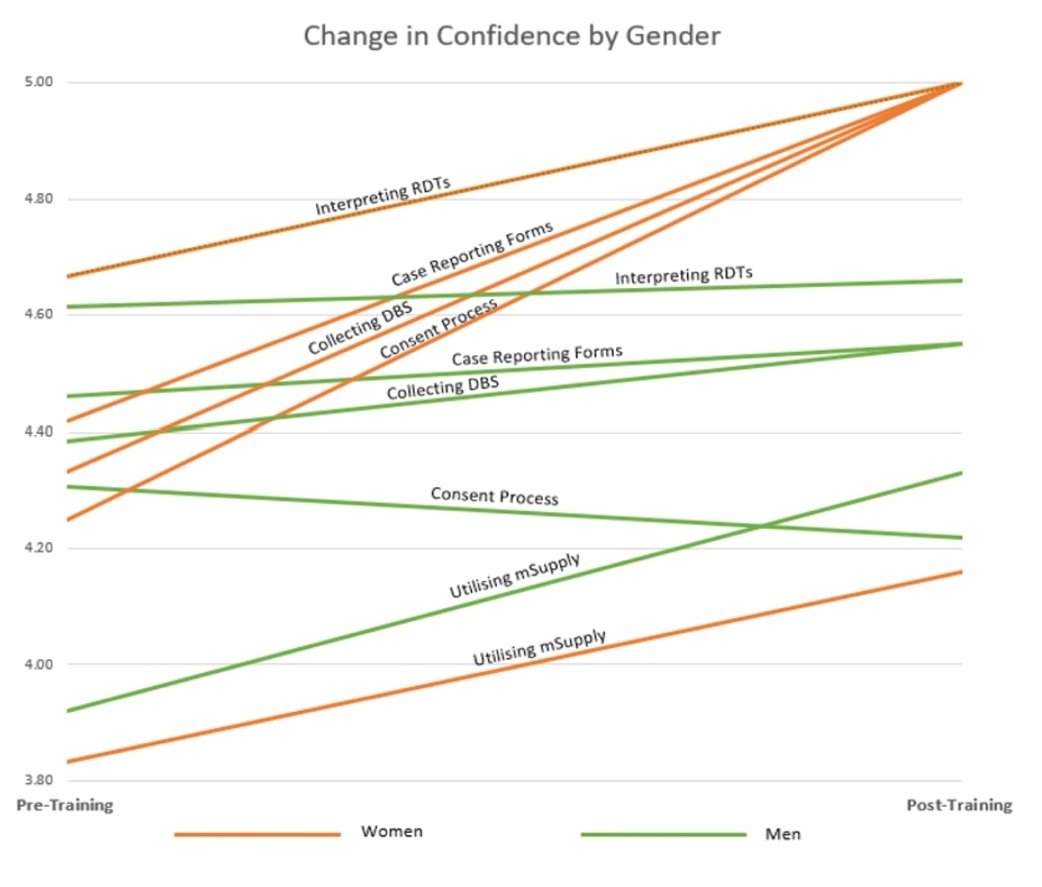 Change in Confidence by Gender
5.00
4.80
4.60
4.40
4.20
4.00
3.80
Interpreting RDTs
Case Reporting Forms
Interpreting RDTs
Collecting DBS
Consent Process
Case Reporting Forms
Collecting DBS
Consent Process
Utilising mSupply
Utilising mSupply
Pre-Training
Post-Training
Women
Men